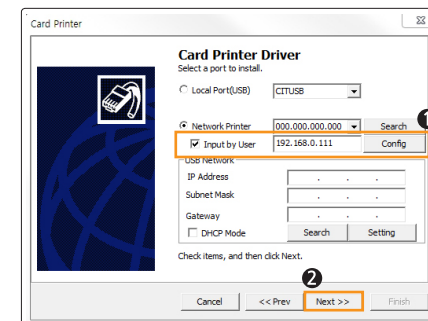 Card Printer
Card Printer Driver
Select a port to install.
Local Port(USB) CITUSB
Network Printer 000.000.000.000 Search
1
Input by User 192.168.0.111 Config
USB Network
IP Address . . .
Subnet Mask . . .
Gateway . . .
DHCP Mode Search Setting
Check items, and then click Next.
2
Cancel << Prev Next >> Finish